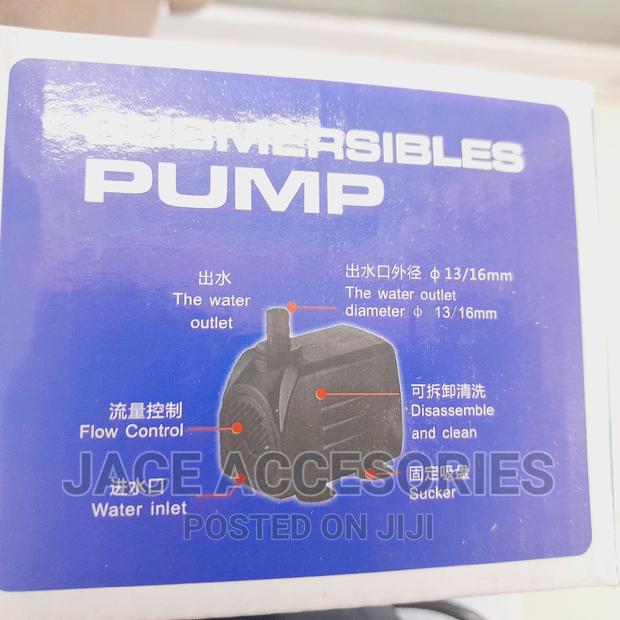 SUBMERSIBLES
PUMP
出水
The water
outlet
出水口外径 ф13/16mm
The water outlet
diameter ф 13/16mm
流量控制
Flow Control
可拆卸清洗
Disassemble
and clean
进水口
Water inlet
固定吸盘
Sucker
JACE ACCESORIES
POSTED ON JIJI